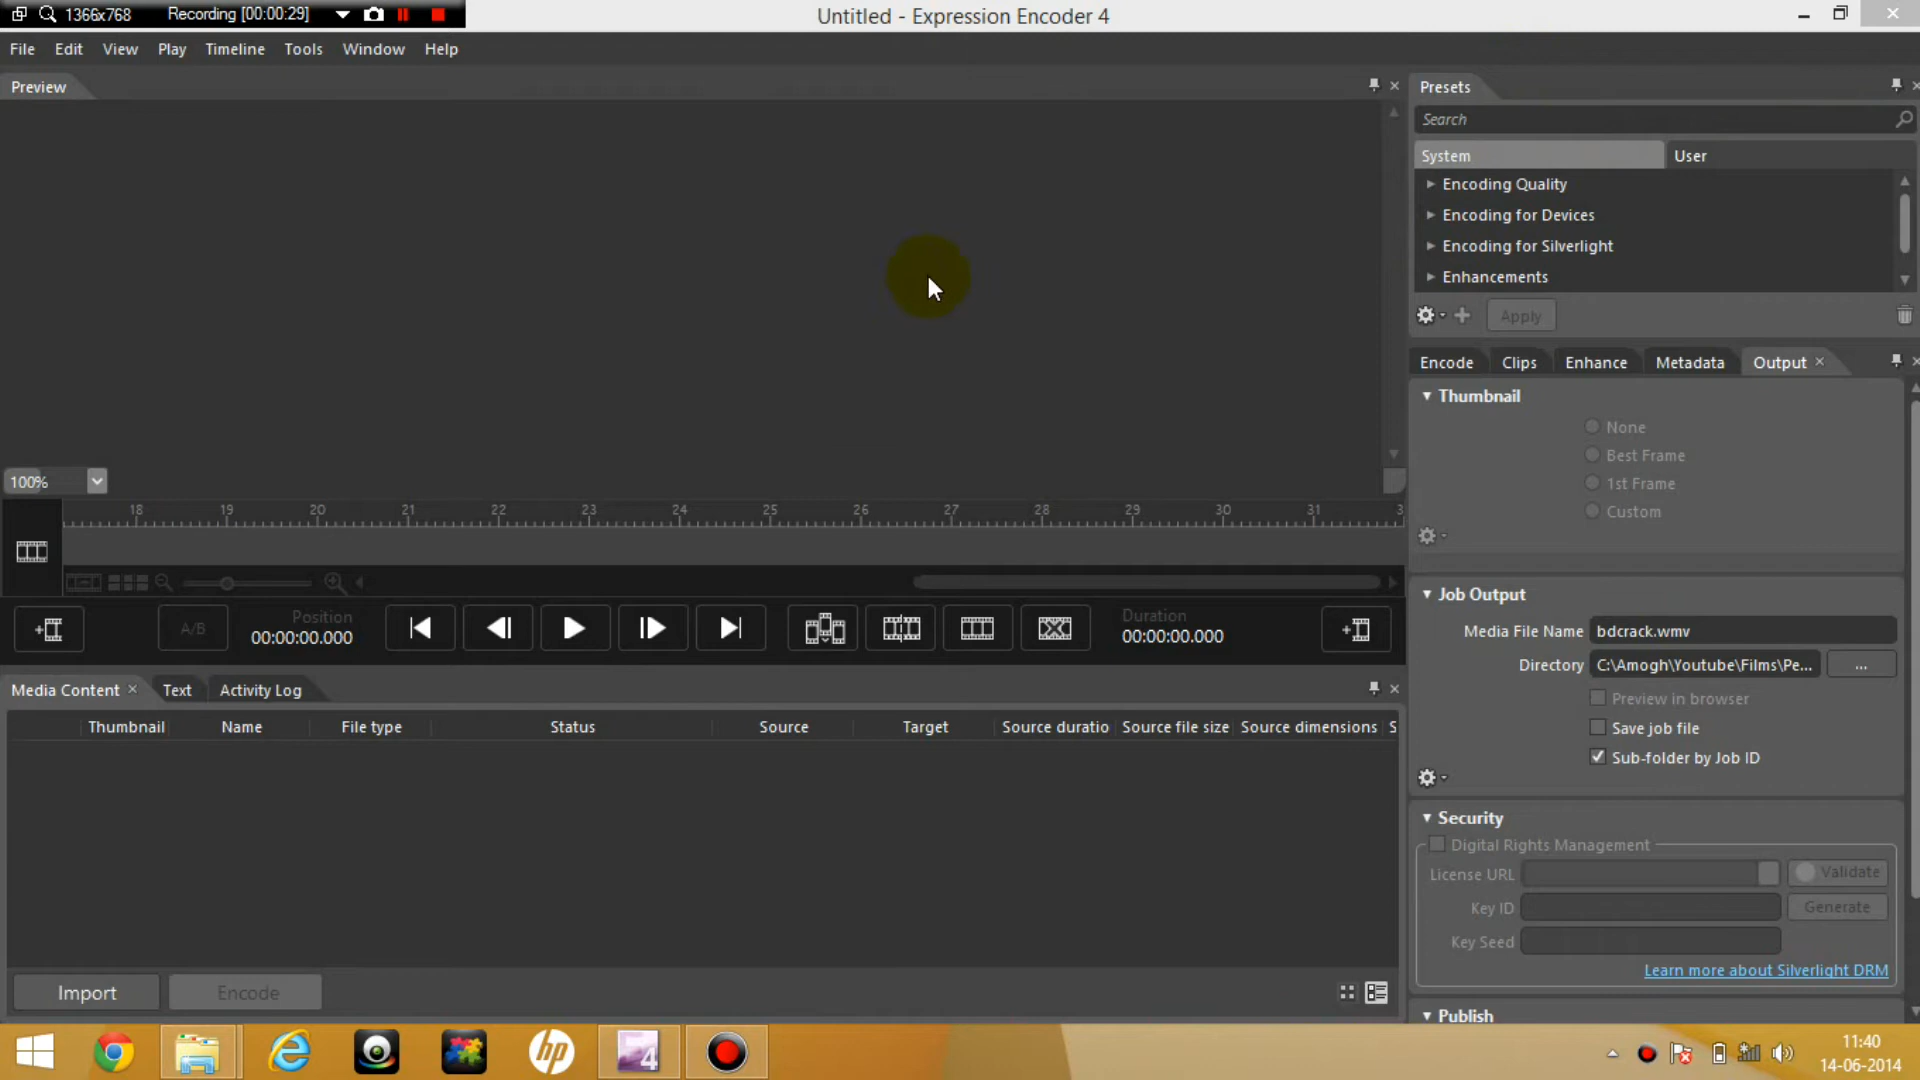 1366x768 Recording [00:00:29]
Untitled - Expression Encoder 4
File Edit View Play Timeline Tools Window Help
Preview
Presets
Search
System User
Encoding Quality
Encoding for Devices
Encoding for Silverlight
Enhancements
Apply
Encode Clips Enhance Metadata Output
Thumbnail
None
Best Frame
1st Frame
Custom
100%
18 19 20 21 22 23 24 25 26 27 28 29 30 31 3
A/B
Position
00:00:00.000
Duration
00:00:00.000
Job Output
Media File Name bdcrack.wmv
Directory C:\Amogh\Youtube\Films\Pe... ...
Preview in browser
Save job file
Sub-folder by Job ID
Media Content Text Activity Log
Thumbnail Name File type Status Source Target Source duratio Source file size Source dimensions S
Security
Digital Rights Management
License URL Validate
Key ID Generate
Key Seed
Learn more about Silverlight DRM
Publish
Import Encode
hp
4
11:40
14-06-2014